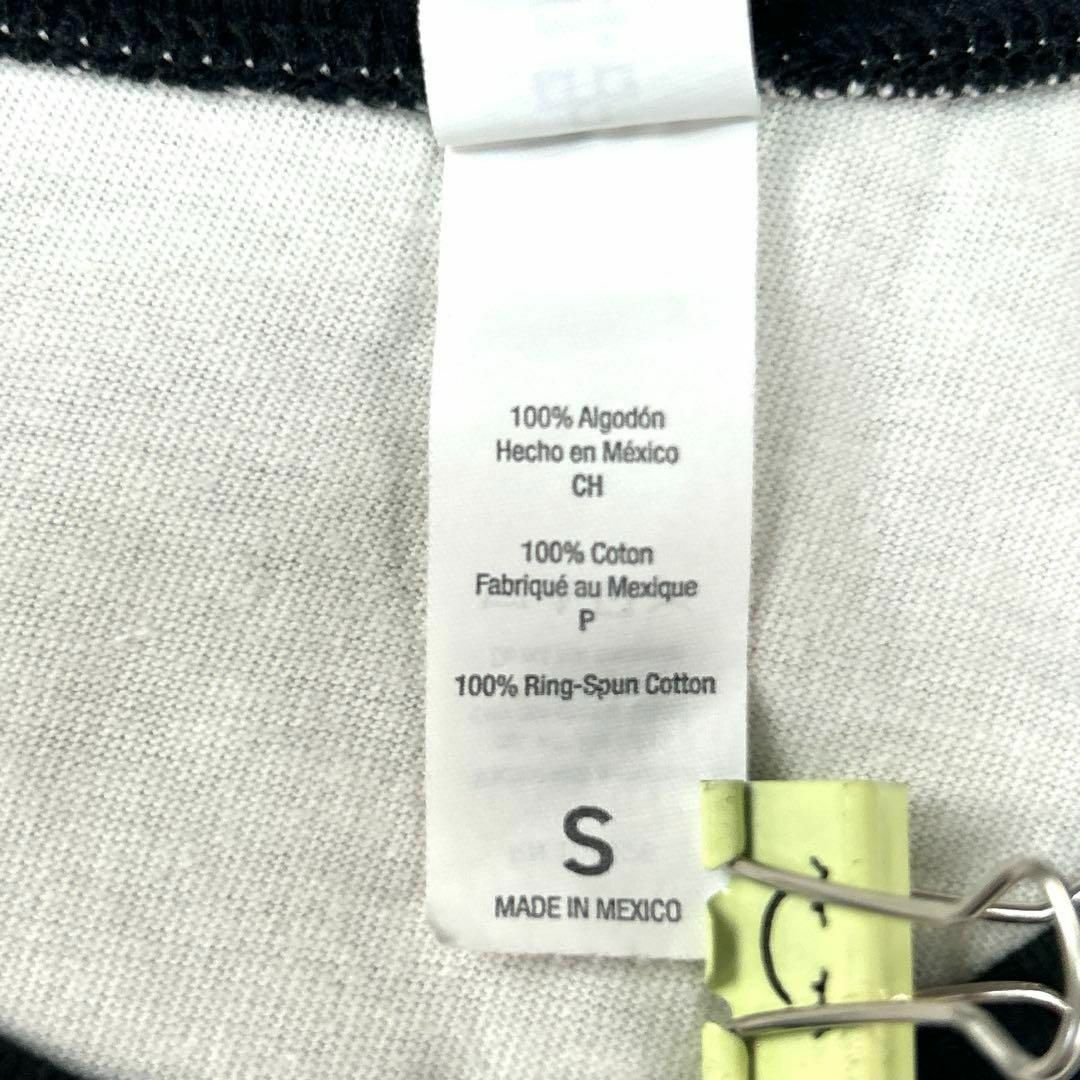 100% Algodón
Hecho en México
CH
100% Coton
Fabriqué au Mexique
P
100% Ring-Spun Cotton
S
MADE IN MEXICO